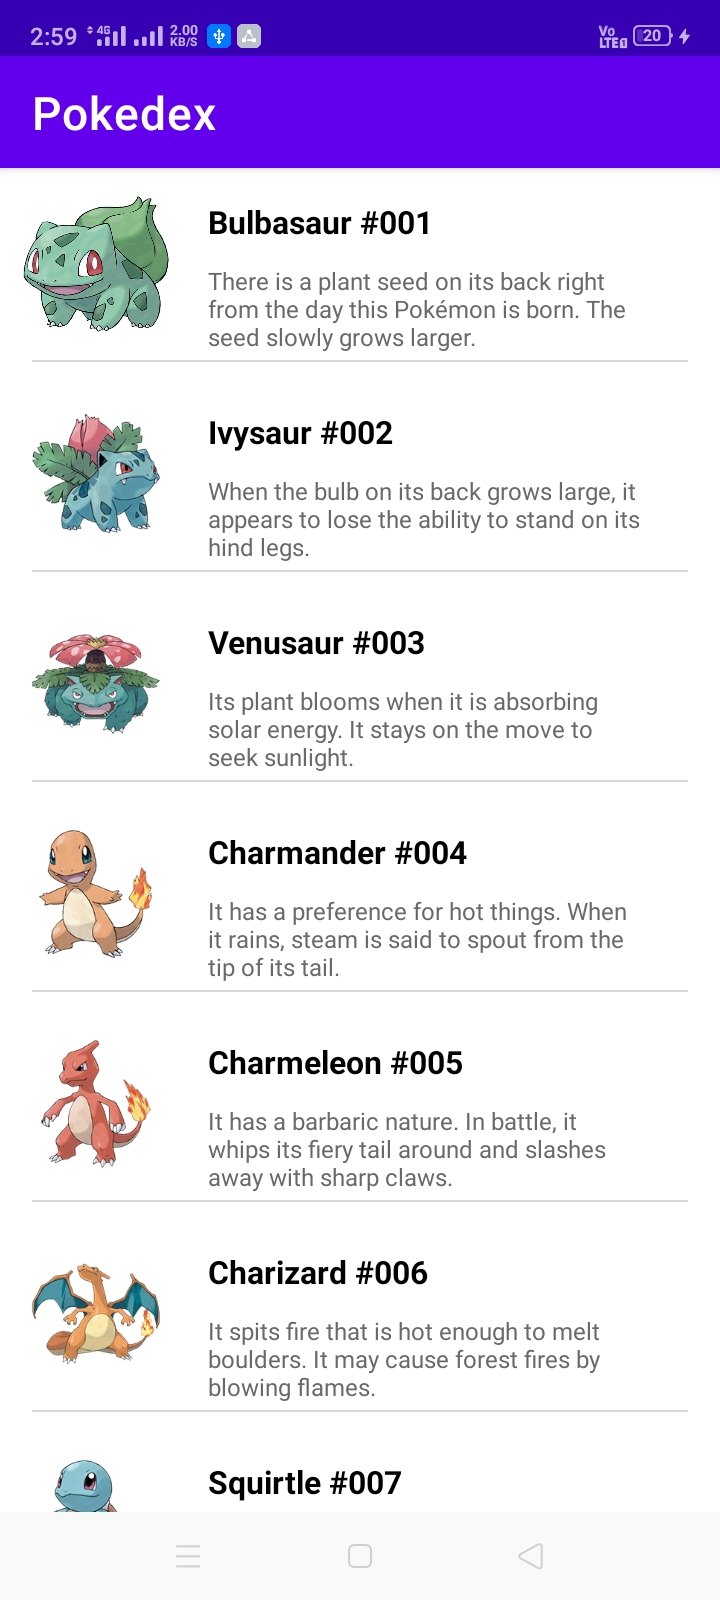 2:59 4G 2.00 KB/S Vo LTE 20
Pokedex
Bulbasaur #001
There is a plant seed on its back right
from the day this Pokémon is born. The
seed slowly grows larger.
Ivysaur #002
When the bulb on its back grows large, it
appears to lose the ability to stand on its
hind legs.
Venusaur #003
Its plant blooms when it is absorbing
solar energy. It stays on the move to
seek sunlight.
Charmander #004
It has a preference for hot things. When
it rains, steam is said to spout from the
tip of its tail.
Charmeleon #005
It has a barbaric nature. In battle, it
whips its fiery tail around and slashes
away with sharp claws.
Charizard #006
It spits fire that is hot enough to melt
boulders. It may cause forest fires by
blowing flames.
Squirtle #007